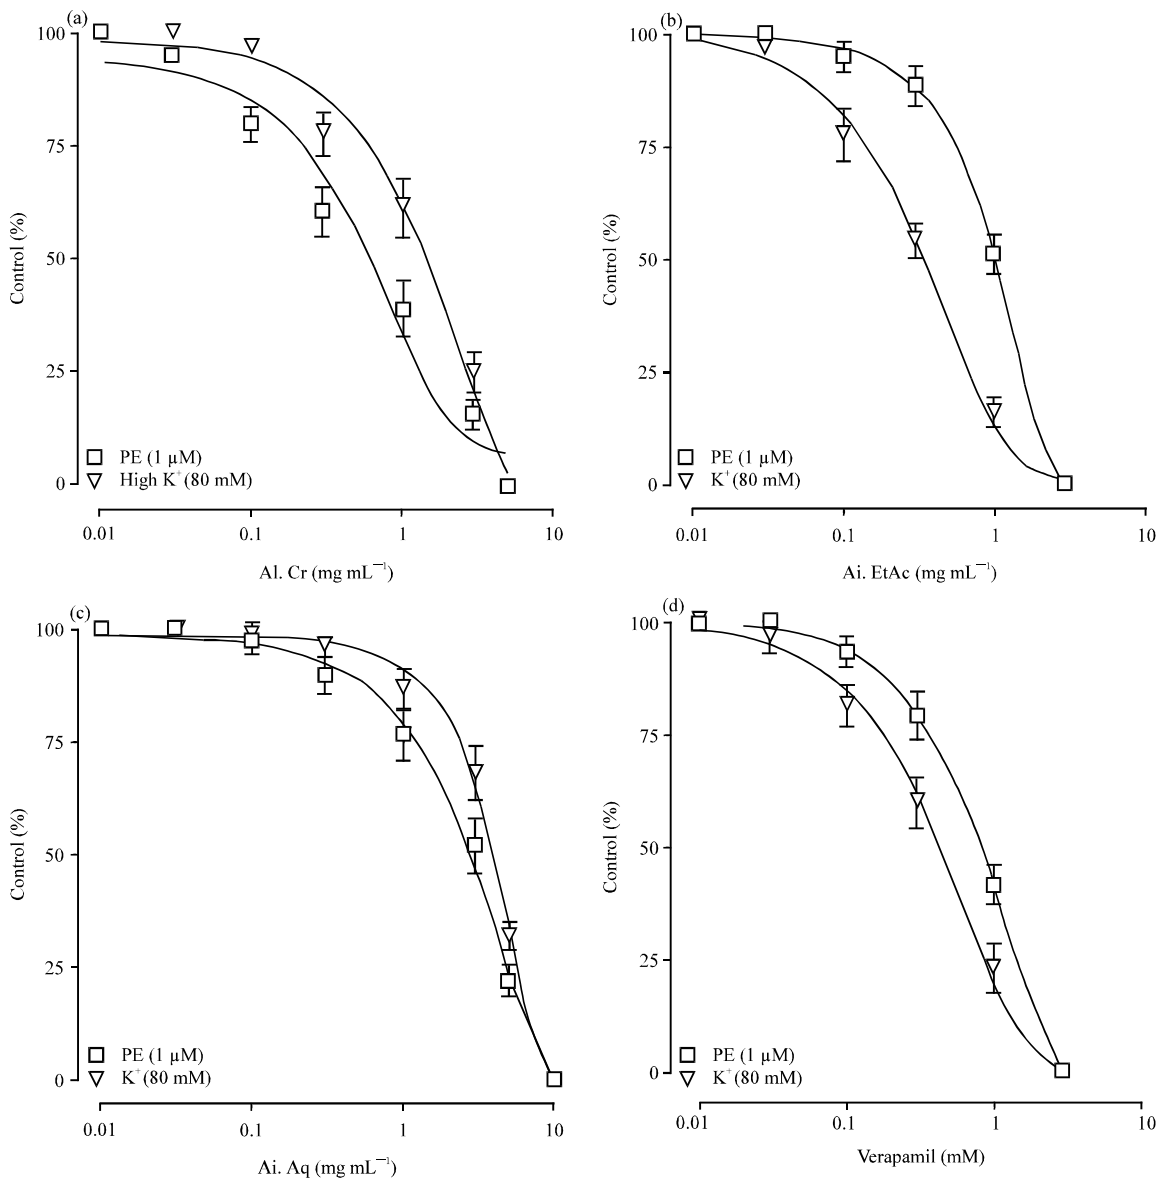 (a)
100
75
50
25
0
Control (%)
PE (1 µM)
High K⁺ (80 mM)
0.01 0.1 1 10
Al. Cr (mg mL⁻¹)
(b)
100
75
50
25
0
Control (%)
PE (1 µM)
K⁺ (80 mM)
0.01 0.1 1 10
Ai. EtAc (mg mL⁻¹)
(c)
100
75
50
25
0
Control (%)
PE (1 µM)
K⁺ (80 mM)
0.01 0.1 1 10
Ai. Aq (mg mL⁻¹)
(d)
100
75
50
25
0
Control (%)
PE (1 µM)
K⁺ (80 mM)
0.01 0.1 1 10
Verapamil (mM)